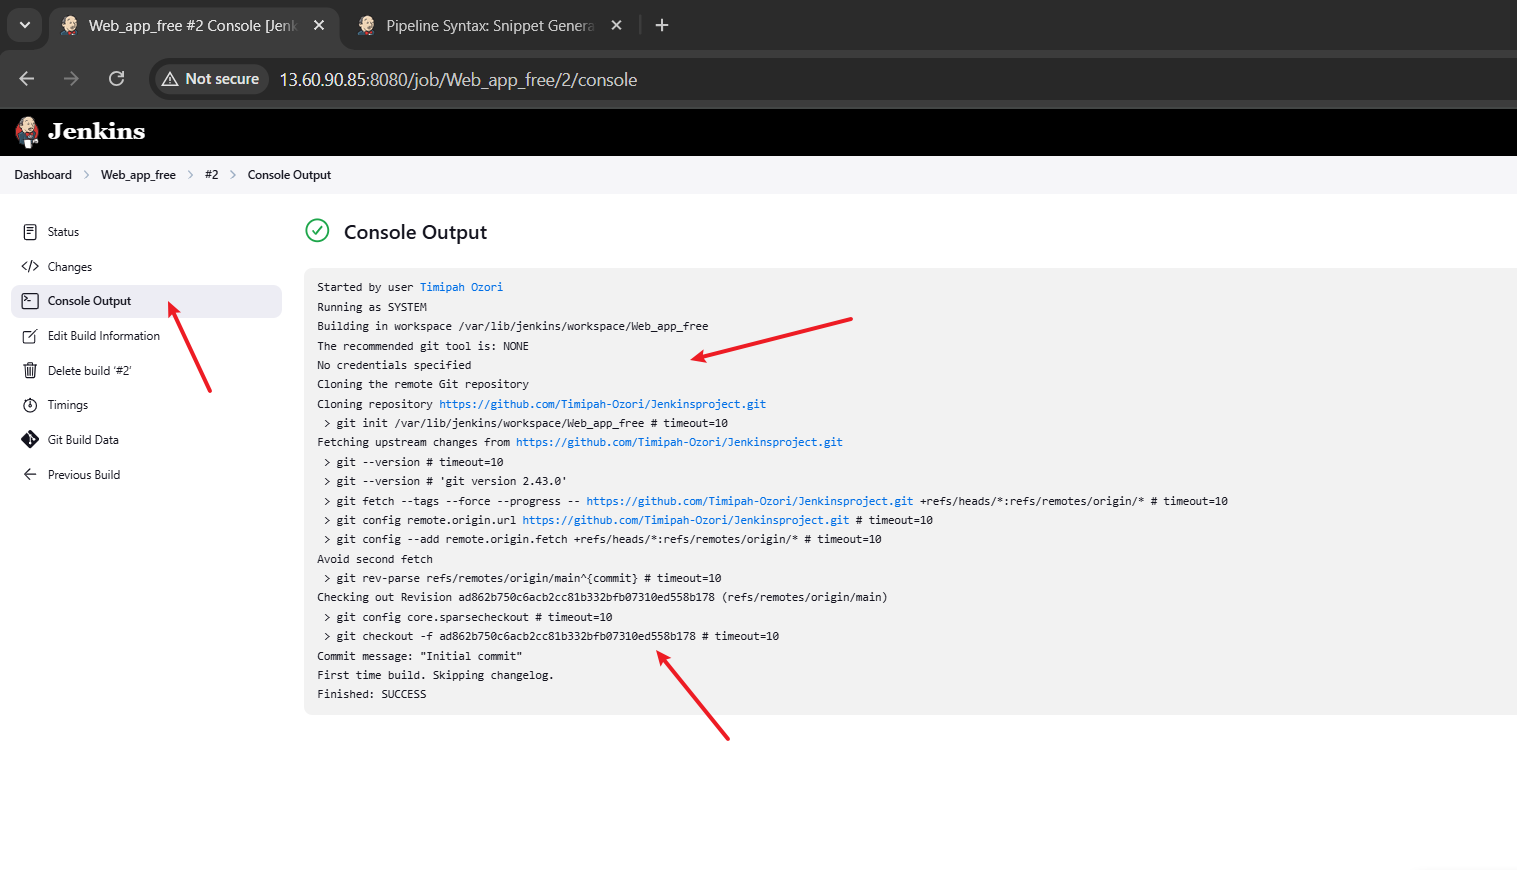 Web_app_free #2 Console [Jenk
Pipeline Syntax: Snippet Genera
Not secure
13.60.90.85:8080/job/Web_app_free/2/console
Jenkins
Dashboard > Web_app_free > #2 > Console Output
Status
Changes
Console Output
Edit Build Information
Delete build ‘#2’
Timings
Git Build Data
Previous Build
Console Output
Started by user Timipah Ozori
Running as SYSTEM
Building in workspace /var/lib/jenkins/workspace/Web_app_free
The recommended git tool is: NONE
No credentials specified
Cloning the remote Git repository
Cloning repository https://github.com/Timipah-Ozori/Jenkinsproject.git
 > git init /var/lib/jenkins/workspace/Web_app_free # timeout=10
Fetching upstream changes from https://github.com/Timipah-Ozori/Jenkinsproject.git
 > git --version # timeout=10
 > git --version # 'git version 2.43.0'
 > git fetch --tags --force --progress -- https://github.com/Timipah-Ozori/Jenkinsproject.git +refs/heads/*:refs/remotes/origin/* # timeout=10
 > git config remote.origin.url https://github.com/Timipah-Ozori/Jenkinsproject.git # timeout=10
 > git config --add remote.origin.fetch +refs/heads/*:refs/remotes/origin/* # timeout=10
Avoid second fetch
 > git rev-parse refs/remotes/origin/main^{commit} # timeout=10
Checking out Revision ad862b750c6acb2cc81b332bfb07310ed558b178 (refs/remotes/origin/main)
 > git config core.sparsecheckout # timeout=10
 > git checkout -f ad862b750c6acb2cc81b332bfb07310ed558b178 # timeout=10
Commit message: "Initial commit"
First time build. Skipping changelog.
Finished: SUCCESS